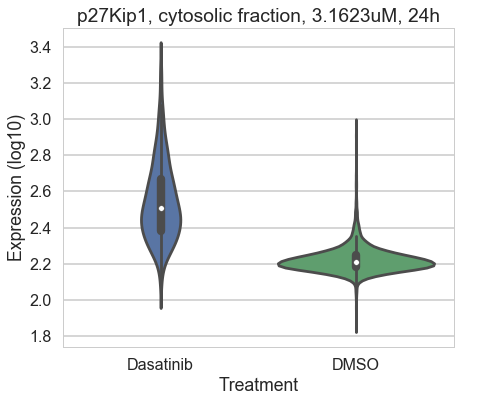 p27Kip1, cytosolic fraction, 3.1623uM, 24h
3.4
3.2
3.0
2.8
2.6
2.4
2.2
2.0
1.8
Expression (log10)
Dasatinib
DMSO
Treatment